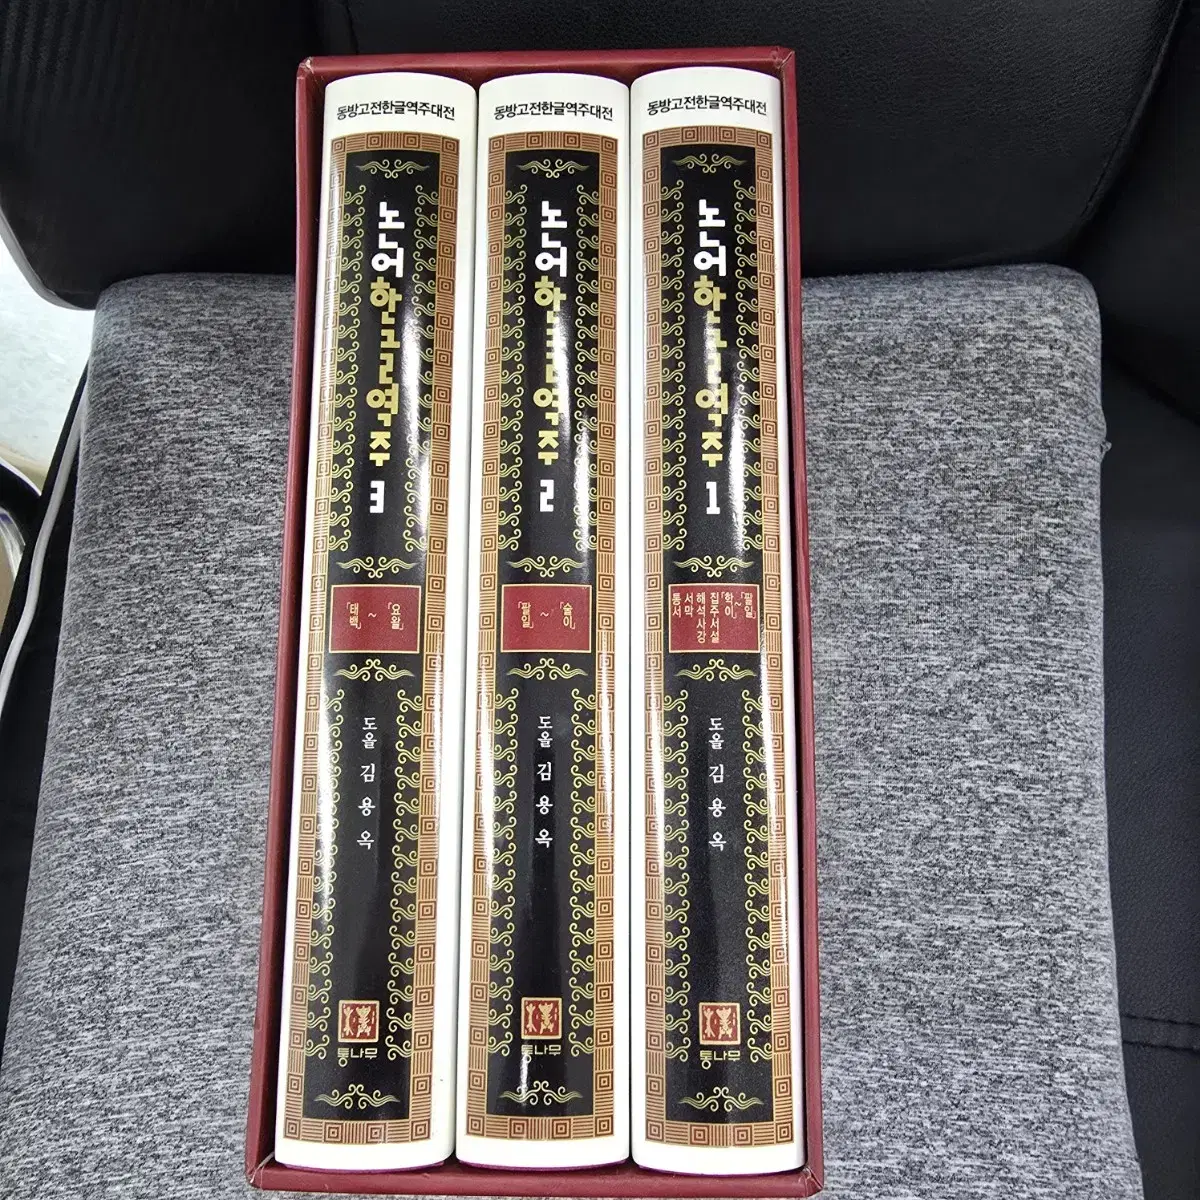 동방고전한글역주대전
논어한글역주
3
「태백」
~
「요왈」
도올 김용옥
통나무
동방고전한글역주대전
논어한글역주
2
「팔일」
~
「술이」
도올 김용옥
통나무
동방고전한글역주대전
논어한글역주
1
통서
서막
해석사강
집주서설
「학이」
~
「팔일」
도올 김용옥
통나무